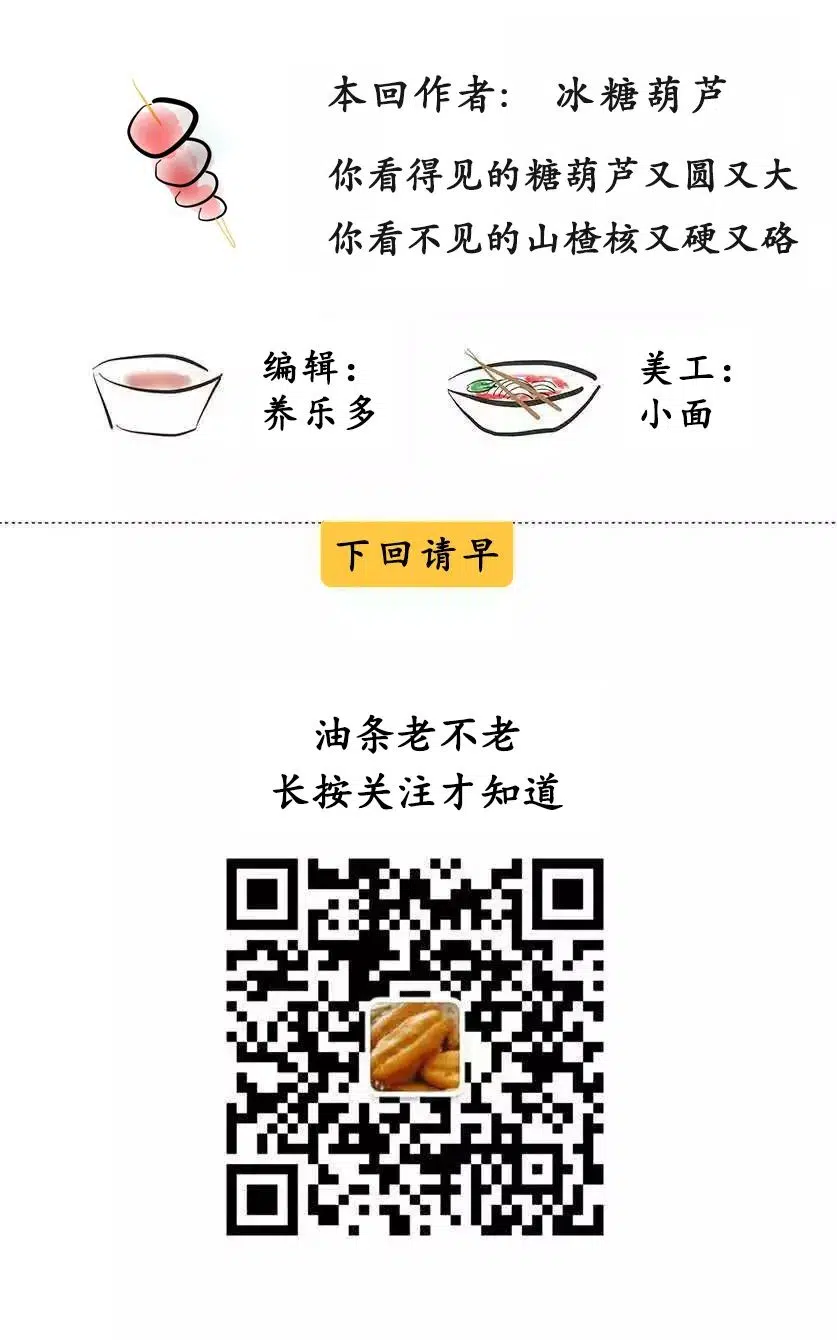 本回作者： 冰糖葫芦
你看得见的糖葫芦又圆又大
你看不见的山楂核又硬又硌
编辑：
养乐多
美工：
小面
下回请早
油条老不老
长按关注才知道